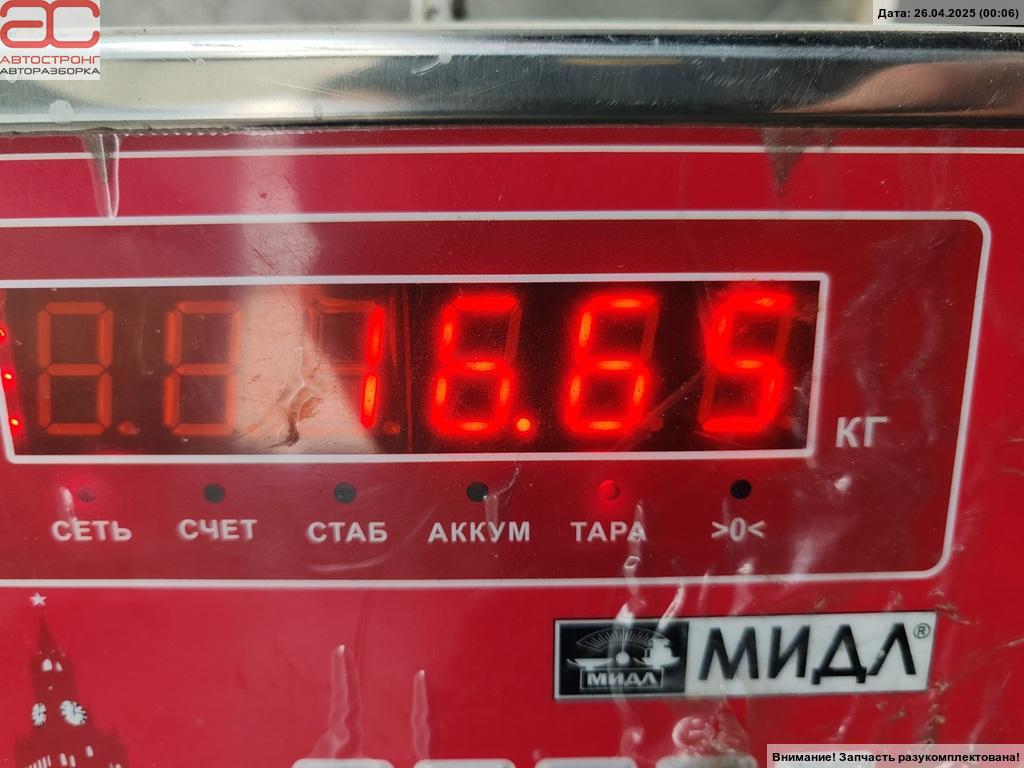 Дата: 26.04.2025 (00:06)
ас
АВТОСТРОНГ
АВТОРАЗБОРКА
16.65
КГ
СЕТЬ СЧЕТ СТАБ АККУМ ТАРА >0<
МИДЛ МИДЛ®
Внимание! Запчасть разукомплектована!